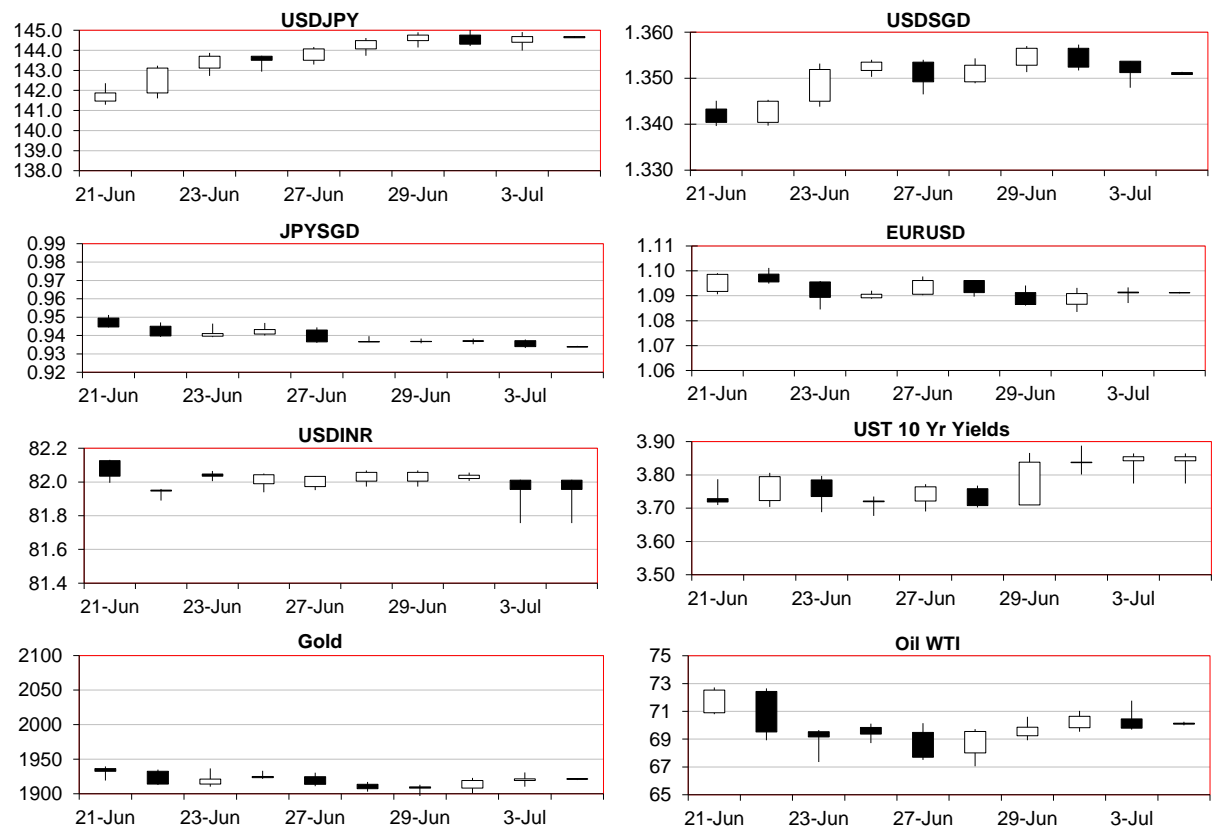 USDJPY
145.0
144.0
143.0
142.0
141.0
140.0
139.0
138.0
21-Jun 23-Jun 27-Jun 29-Jun 3-Jul
USDSGD
1.360
1.350
1.340
1.330
21-Jun 23-Jun 27-Jun 29-Jun 3-Jul
JPYSGD
0.99
0.98
0.97
0.96
0.95
0.94
0.93
0.92
21-Jun 23-Jun 27-Jun 29-Jun 3-Jul
EURUSD
1.11
1.10
1.09
1.08
1.07
1.06
21-Jun 23-Jun 27-Jun 29-Jun 3-Jul
USDINR
82.2
82.0
81.8
81.6
81.4
21-Jun 23-Jun 27-Jun 29-Jun 3-Jul
UST 10 Yr Yields
3.90
3.80
3.70
3.60
3.50
21-Jun 23-Jun 27-Jun 29-Jun 3-Jul
Gold
2100
2050
2000
1950
1900
21-Jun 23-Jun 27-Jun 29-Jun 3-Jul
Oil WTI
75
73
71
69
67
65
21-Jun 23-Jun 27-Jun 29-Jun 3-Jul